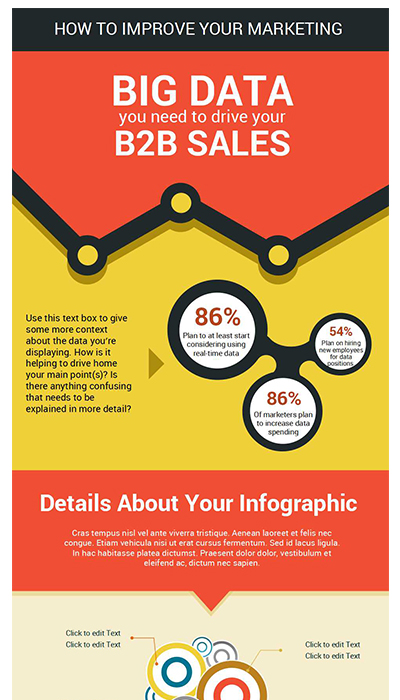 HOW TO IMPROVE YOUR MARKETING
BIG DATA
you need to drive your
B2B SALES
Use this text box to give
some more context
about the data you're
displaying. How is it
helping to drive home
your main point(s)? Is
there anything confusing
that needs to be
explained in more detail?
86%
Plan to at least start
considering using
real-time data
54%
Plan on hiring
new employees
for data
positions
86%
Of marketers plan
to increase data
spending
Details About Your Infographic
Cras tempus nisl vel ante viverra tristique. Aenean laoreet et felis nec
congue. Etiam vehicula nisi ut erat cursus fermentum. Sed id lacus ligula.
In hac habitasse platea dictumst. Praesent dolor dolor, vestibulum et
eleifend ac, dictum nec sapien.
Click to edit Text
Click to edit Text
Click to edit Text
Click to edit Text